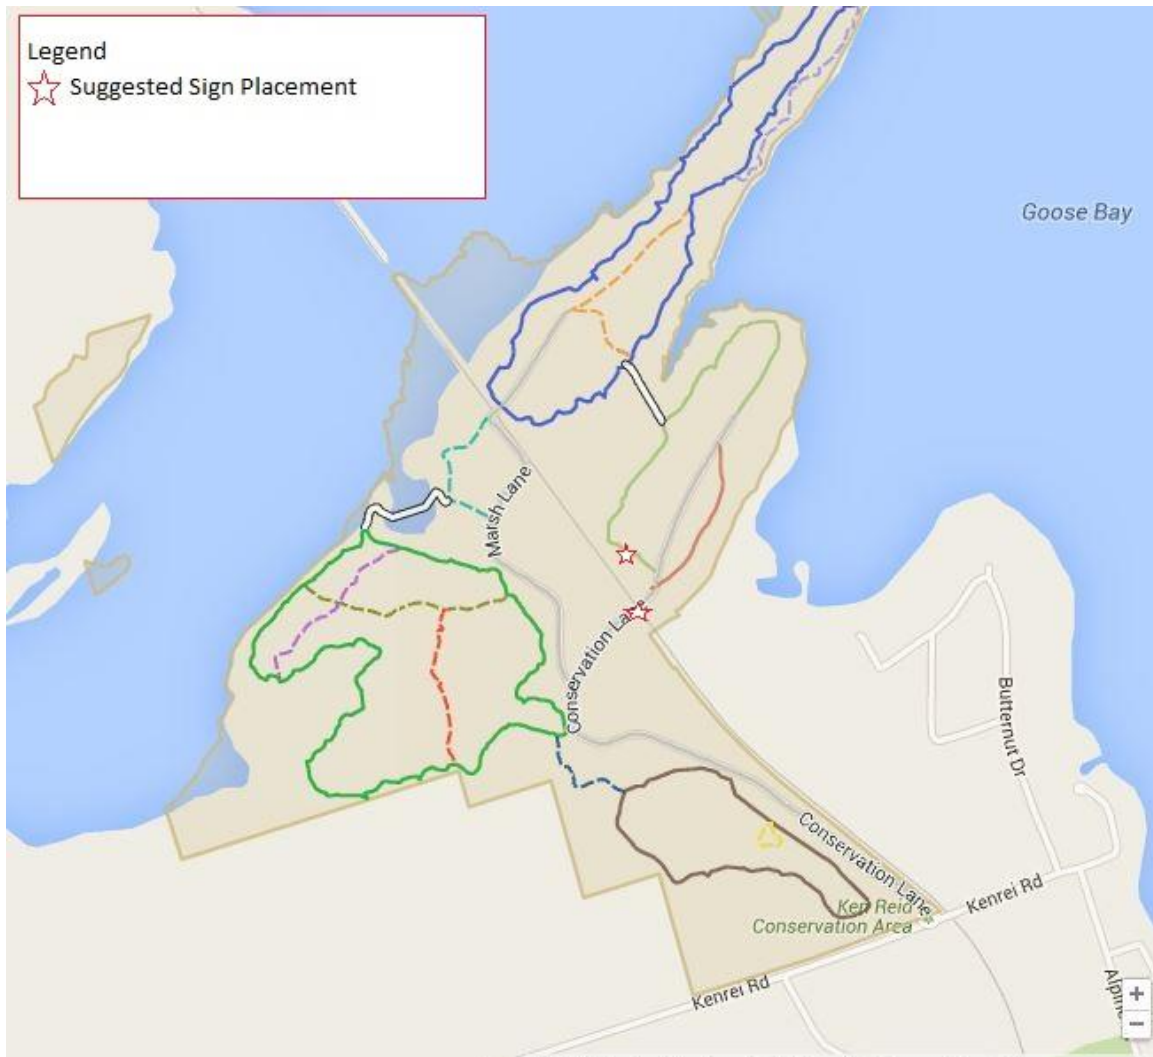 Legend
Suggested Sign Placement
Goose Bay
Marsh Lane
Conservation Lane
Butternut Dr
Conservation Lane
Kenrei Rd
Ken Reid
Conservation Area
Kenrei Rd
+
−